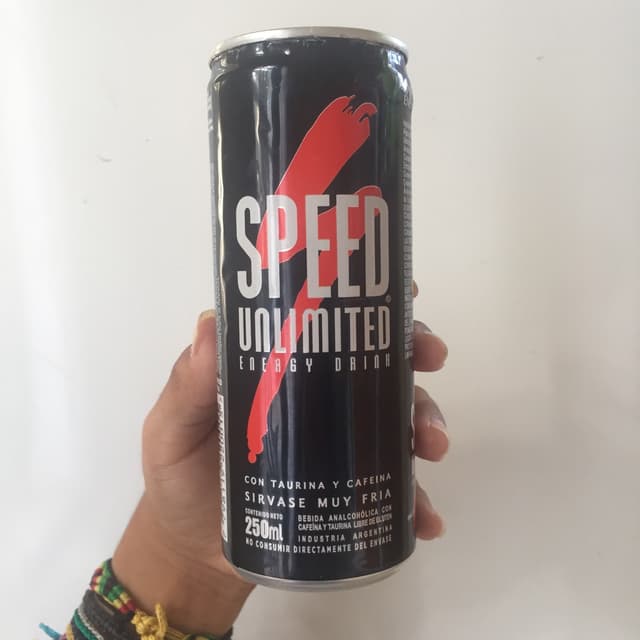 SPEED
UNLIMITED
ENERGY DRINK
CON TAURINA Y CAFEINA
SIRVASE MUY FRIA
CONTENIDO NETO
250ml
BEBIDA ANALCOHÓLICA CON
CAFEÍNA Y TAURINA LIBRE DE GLUTEN
INDUSTRIA ARGENTINA
NO CONSUMIR DIRECTAMENTE DEL ENVASE